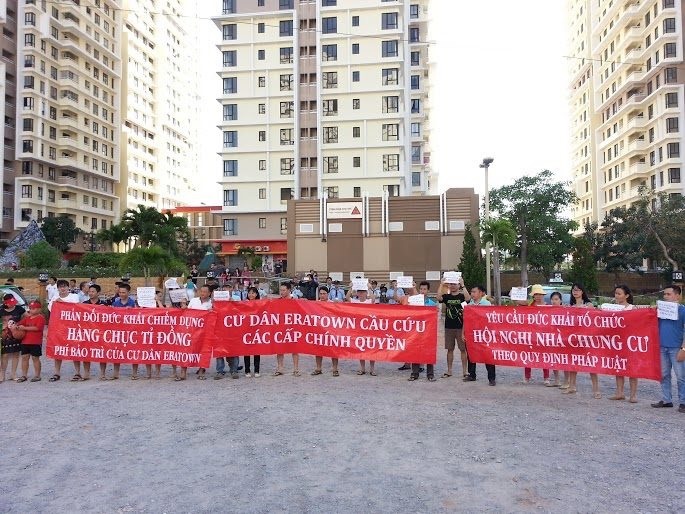 PHẢN ĐỐI ĐỨC KHẢI CHIẾM DỤNG
HÀNG CHỤC TỈ ĐỒNG
PHÍ BẢO TRÌ CỦA CƯ DÂN ERATOWN
CƯ DÂN ERATOWN CẦU CỨU
CÁC CẤP CHÍNH QUYỀN
YÊU CẦU ĐỨC KHẢI TỔ CHỨC
HỘI NGHỊ NHÀ CHUNG CƯ
THEO QUY ĐỊNH PHÁP LUẬT